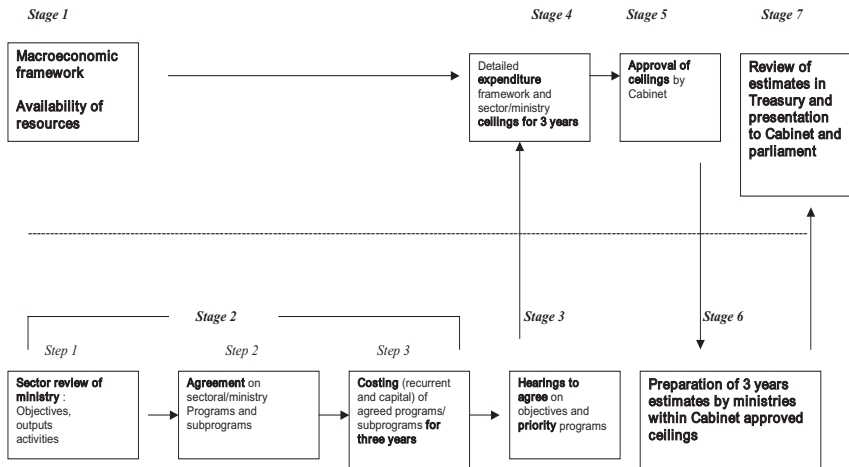 Stage 1
Stage 4
Stage 5
Stage 7
Macroeconomic
framework
Availability of
resources
Detailed
expenditure
framework and
sector/ministry
ceilings for 3 years
Approval of
ceilings by
Cabinet
Review of
estimates in
Treasury and
presentation
to Cabinet and
parliament
Stage 2
Stage 3
Stage 6
Step 1
Step 2
Step 3
Sector review of
ministry :
Objectives,
outputs
activities
Agreement on
sectoral/ministry
Programs and
subprograms
Costing (recurrent
and capital) of
agreed programs/
subprograms for
three years
Hearings to
agree on
objectives and
priority programs
Preparation of 3 years
estimates by ministries
within Cabinet approved
ceilings